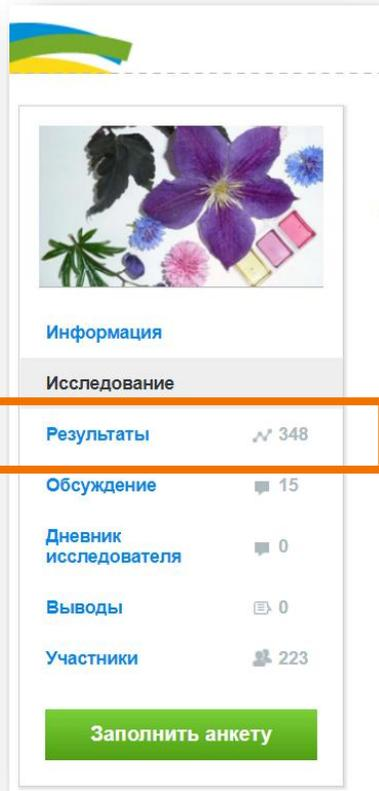 Информация
Исследование
Результаты 348
Обсуждение 15
Дневник
исследователя 0
Выводы 0
Участники 223
Заполнить анкету